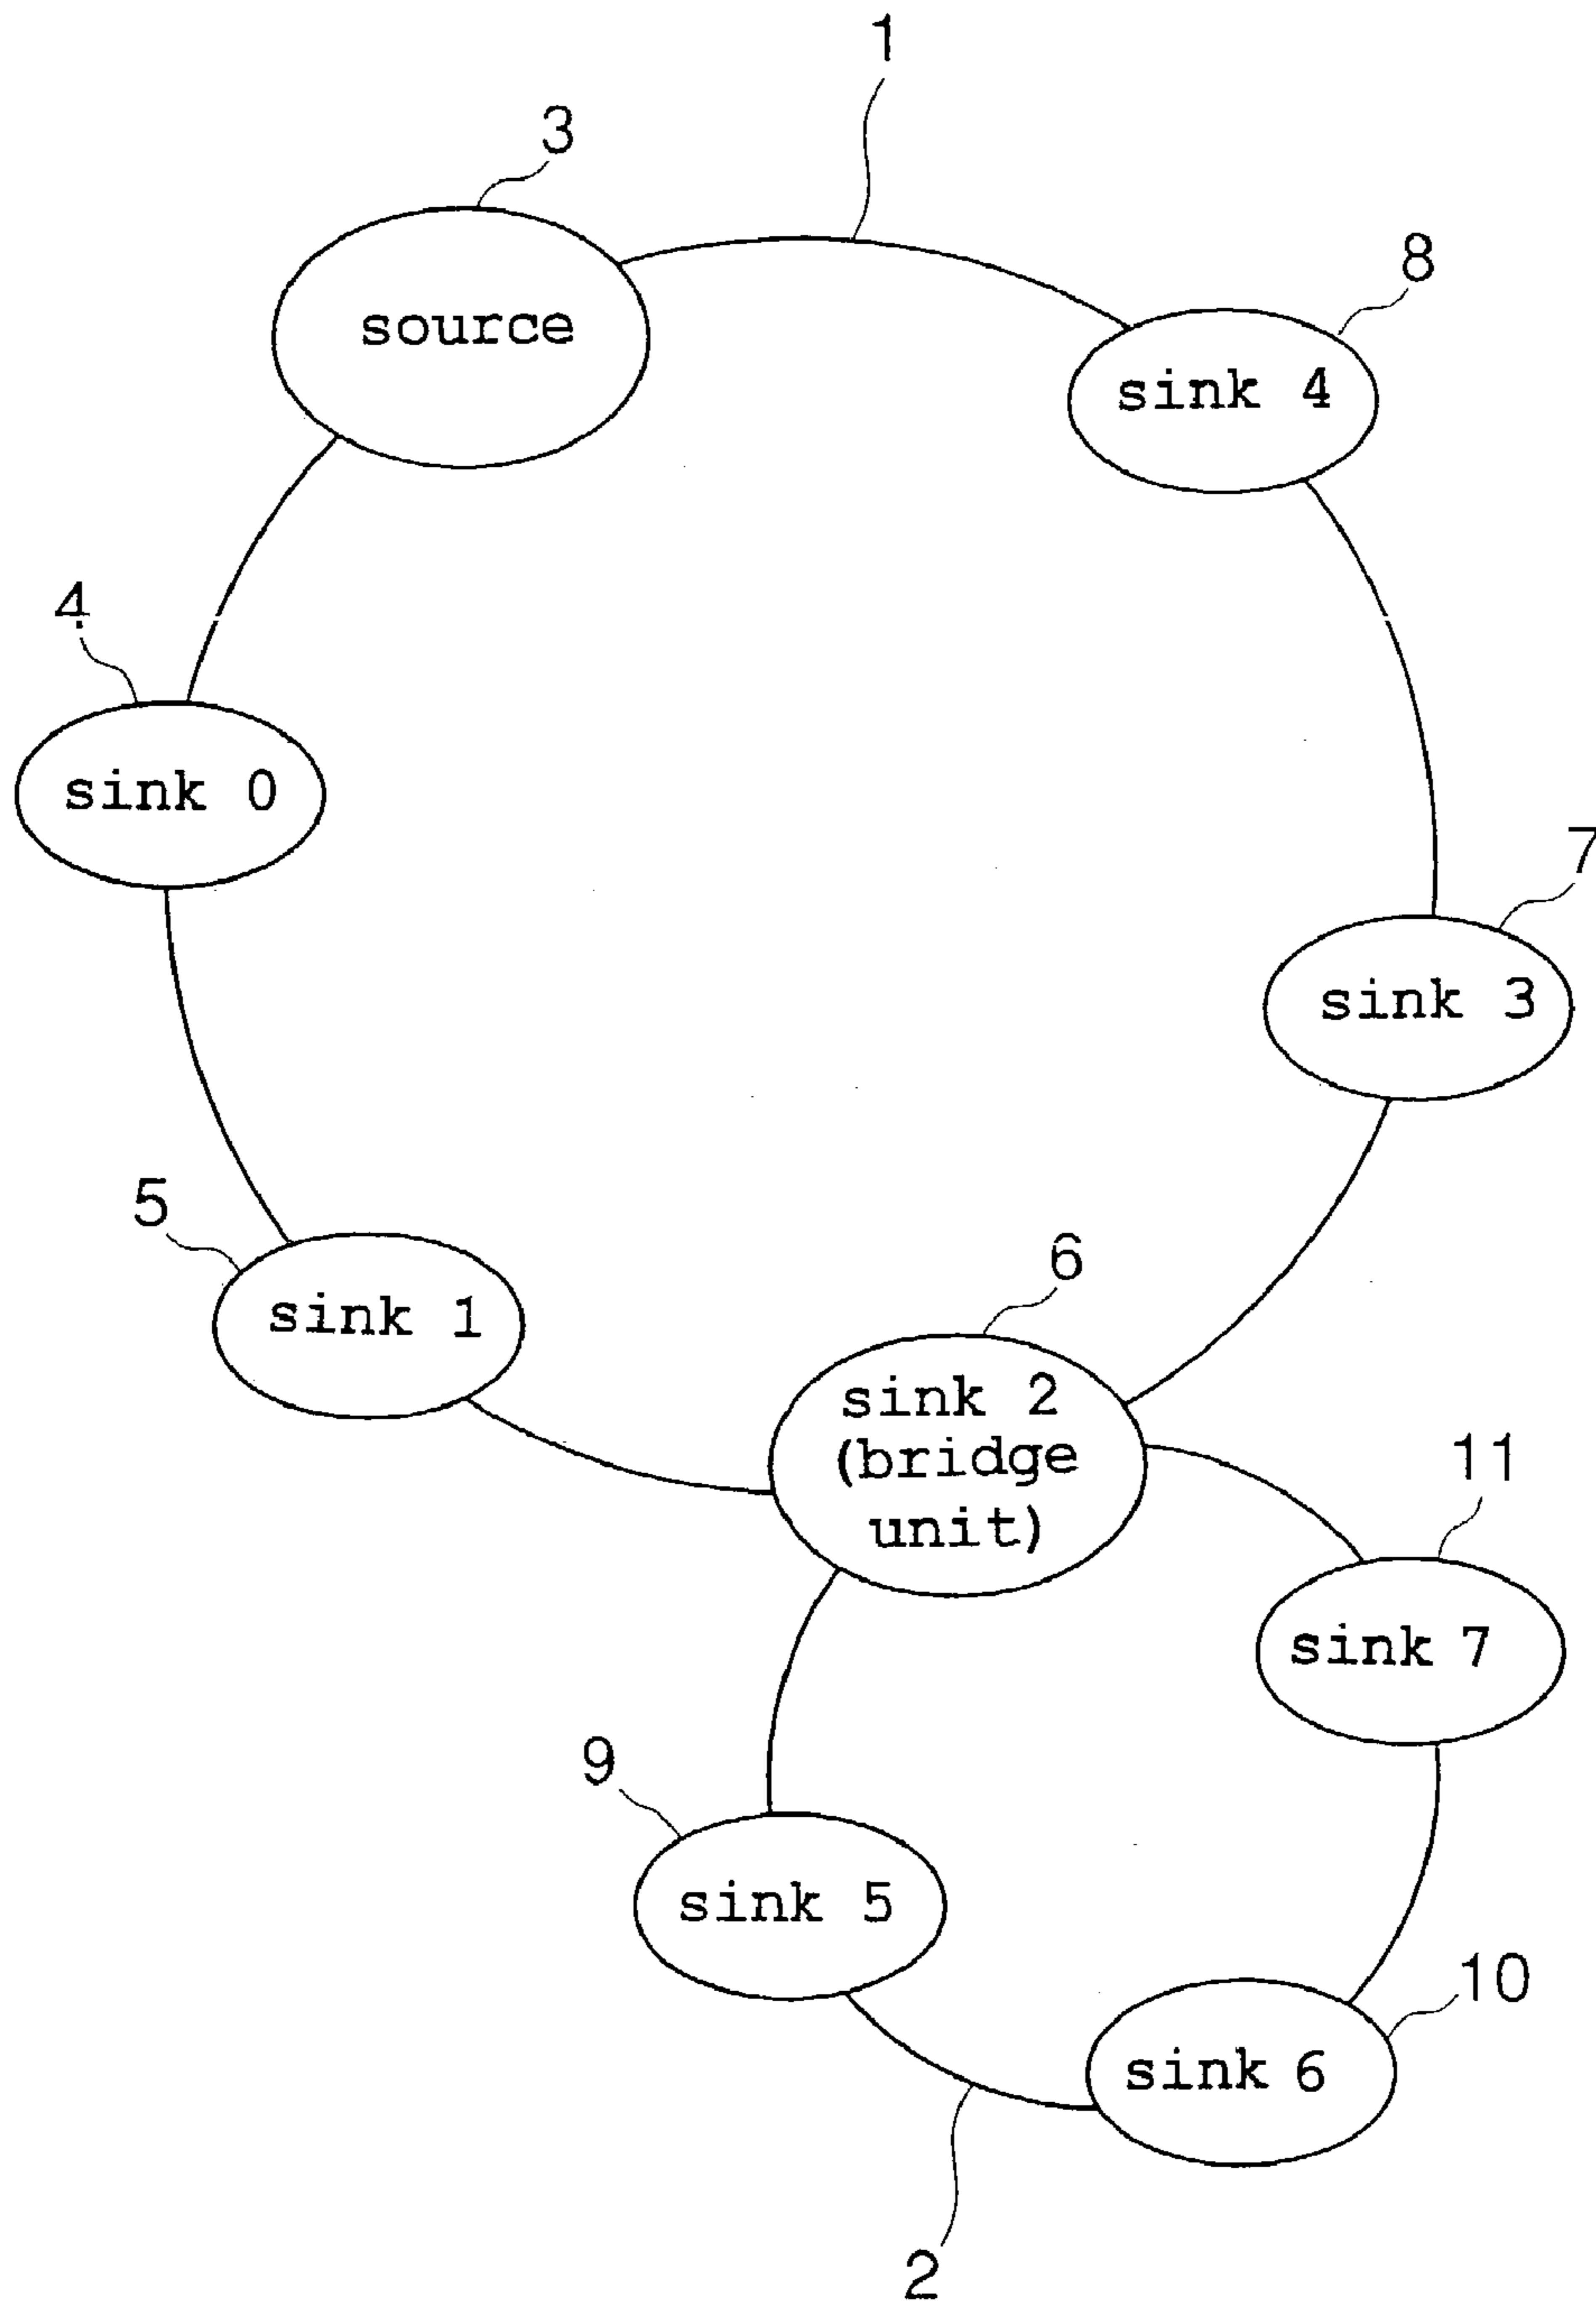 1
3
source
8
sink 4
4
sink 0
7
sink 3
5
sink 1
6
sink 2
(bridge
unit)
11
sink 7
9
sink 5
10
sink 6
2